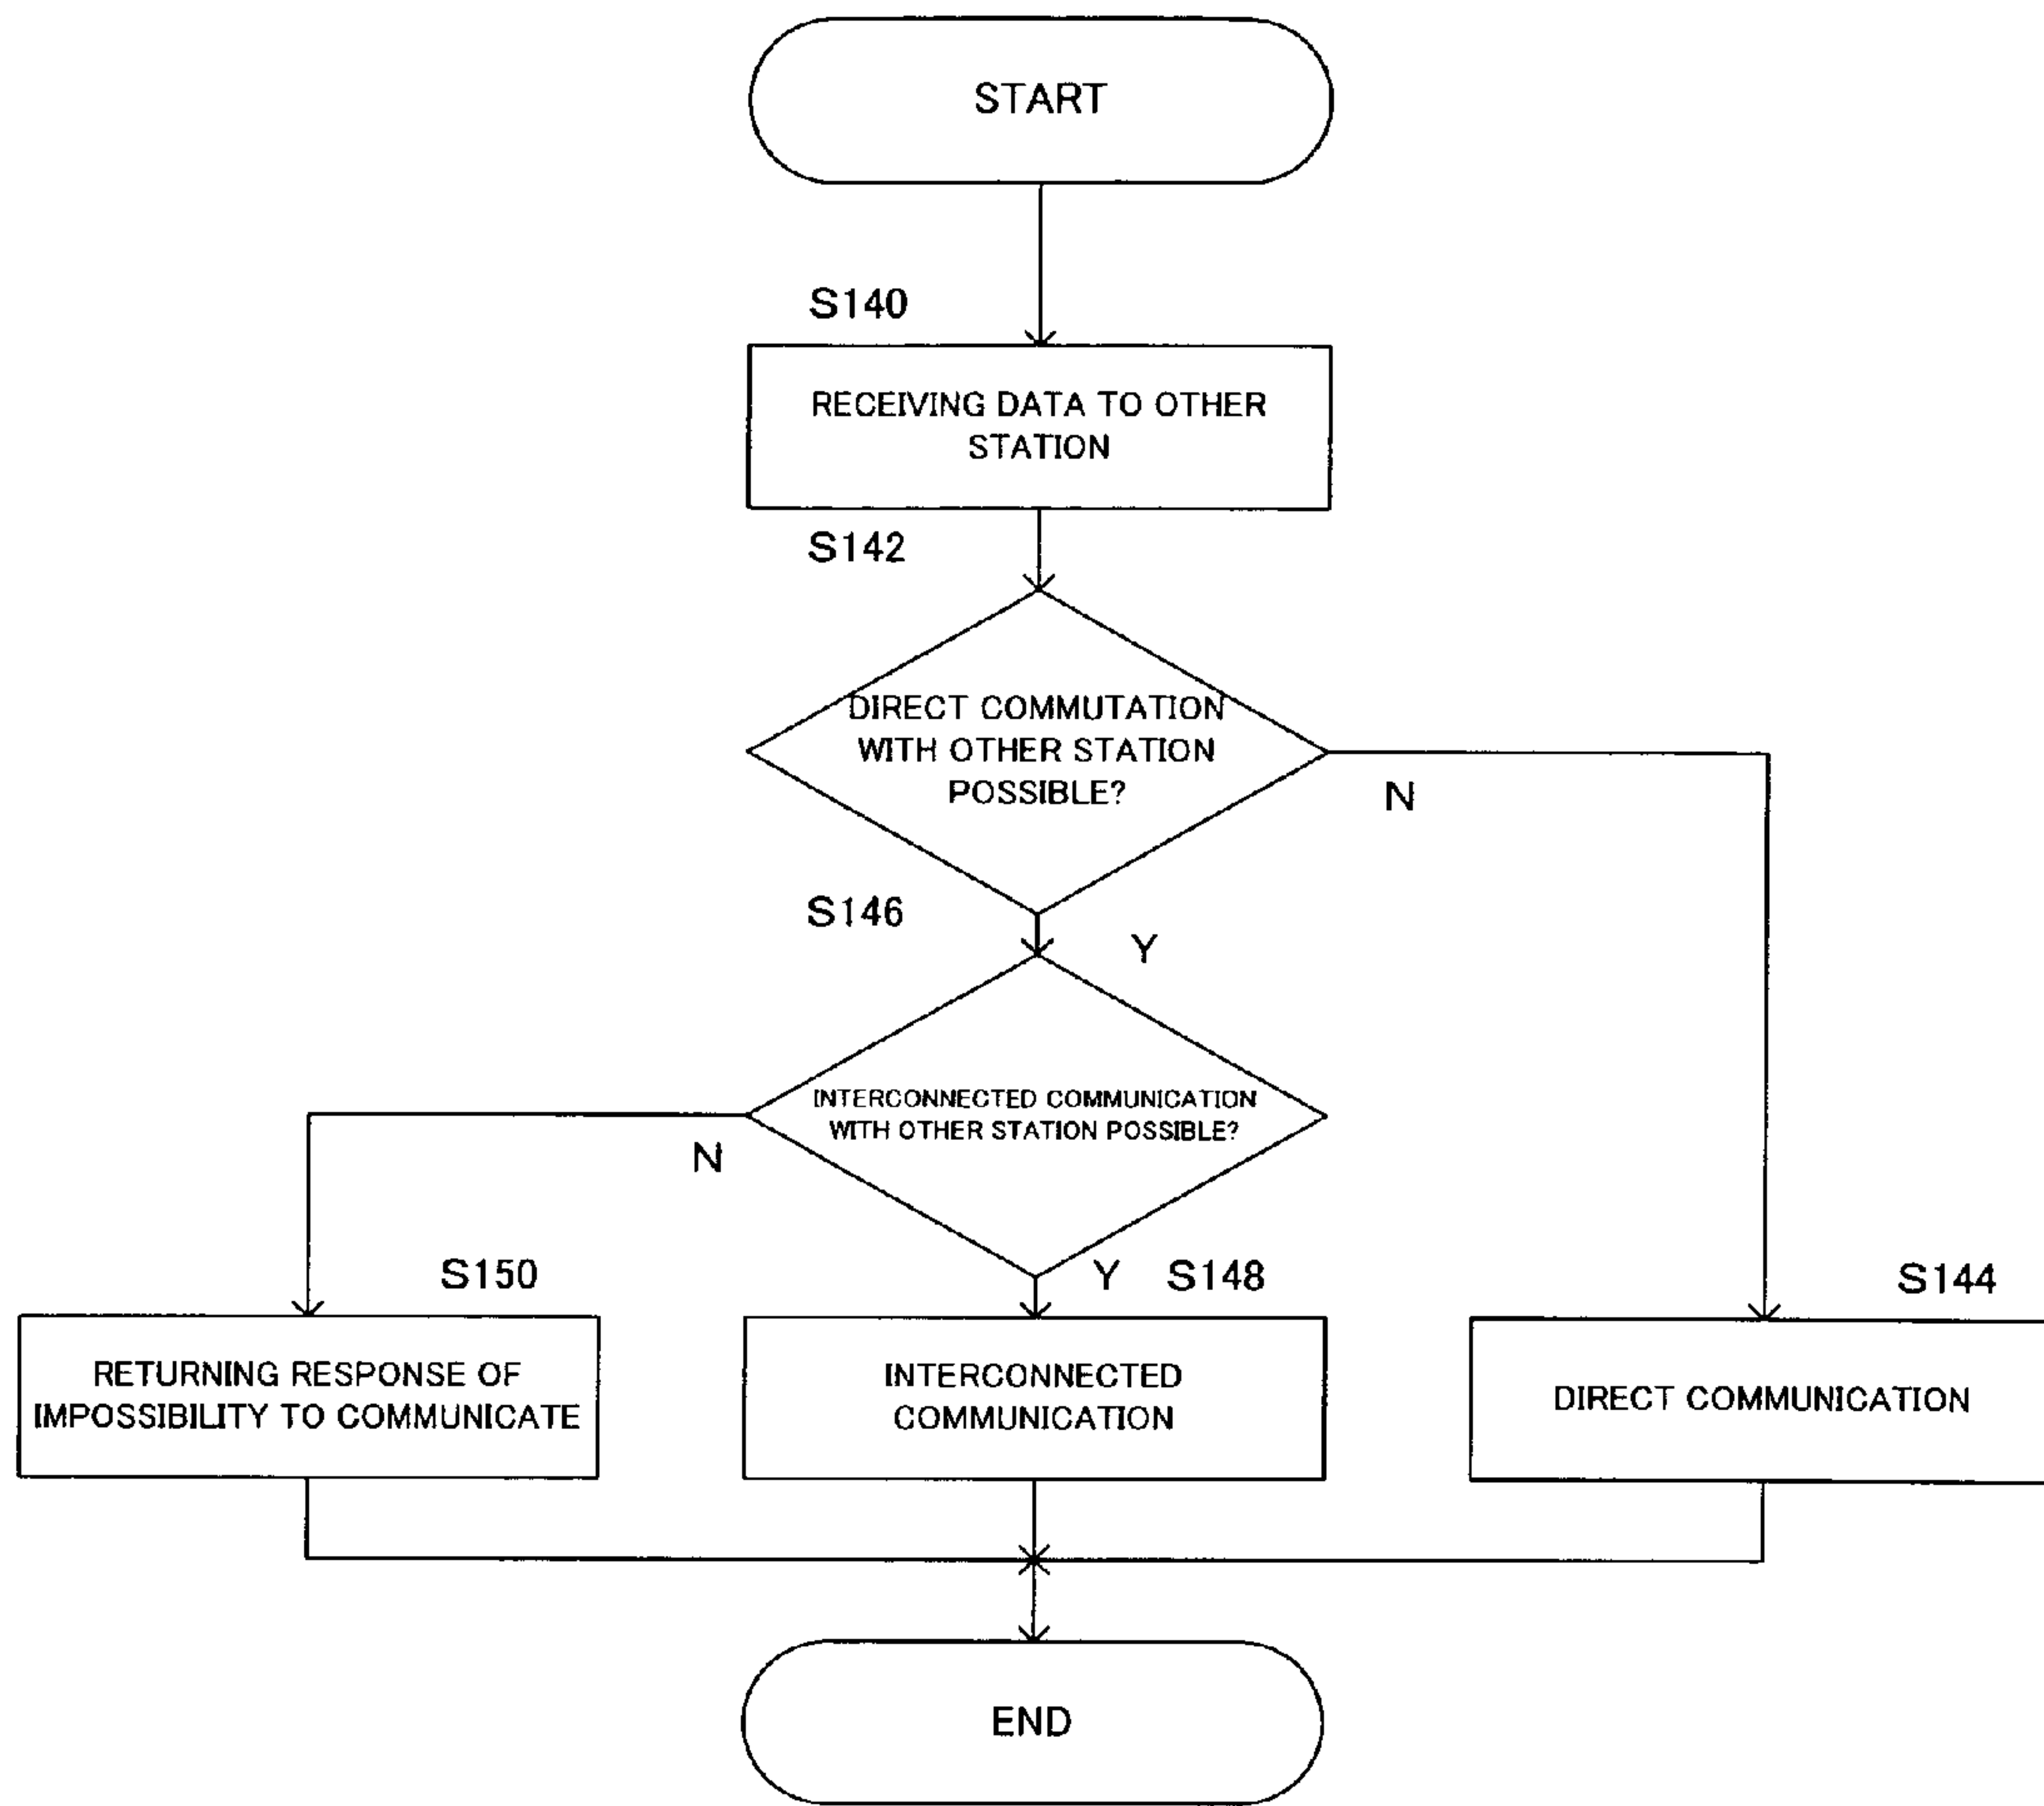 START
S140
RECEIVING DATA TO OTHER
STATION
S142
DIRECT COMMUTATION
WITH OTHER STATION
POSSIBLE?
N
S146
Y
INTERCONNECTED COMMUNICATION
WITH OTHER STATION POSSIBLE?
N
Y
S148
S150
S144
RETURNING RESPONSE OF
IMPOSSIBILITY TO COMMUNICATE
INTERCONNECTED
COMMUNICATION
DIRECT COMMUNICATION
END